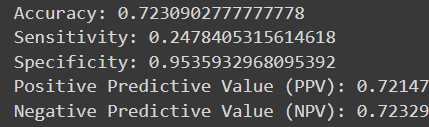 Accuracy: 0.7230902777777778
Sensitivity: 0.2478405315614618
Specificity: 0.9535932968095392
Positive Predictive Value (PPV): 0.72147
Negative Predictive Value (NPV): 0.72329